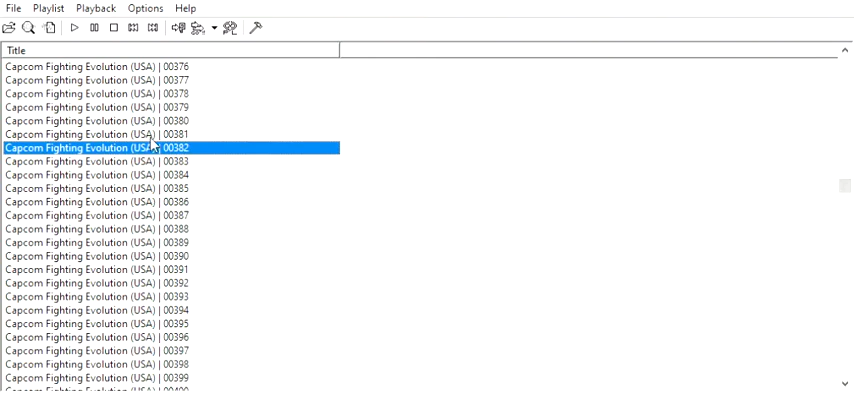 File Playlist Playback Options Help
Title
Capcom Fighting Evolution (USA) | 00376
Capcom Fighting Evolution (USA) | 00377
Capcom Fighting Evolution (USA) | 00378
Capcom Fighting Evolution (USA) | 00379
Capcom Fighting Evolution (USA) | 00380
Capcom Fighting Evolution (USA) | 00381
Capcom Fighting Evolution (USA) | 00382
Capcom Fighting Evolution (USA) | 00383
Capcom Fighting Evolution (USA) | 00384
Capcom Fighting Evolution (USA) | 00385
Capcom Fighting Evolution (USA) | 00386
Capcom Fighting Evolution (USA) | 00387
Capcom Fighting Evolution (USA) | 00388
Capcom Fighting Evolution (USA) | 00389
Capcom Fighting Evolution (USA) | 00390
Capcom Fighting Evolution (USA) | 00391
Capcom Fighting Evolution (USA) | 00392
Capcom Fighting Evolution (USA) | 00393
Capcom Fighting Evolution (USA) | 00394
Capcom Fighting Evolution (USA) | 00395
Capcom Fighting Evolution (USA) | 00396
Capcom Fighting Evolution (USA) | 00397
Capcom Fighting Evolution (USA) | 00398
Capcom Fighting Evolution (USA) | 00399